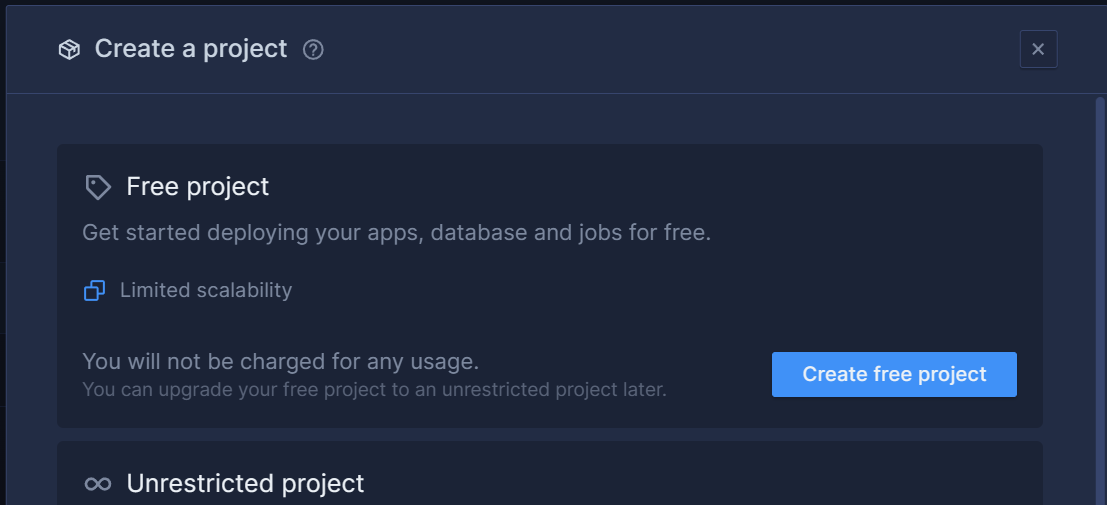 Create a project
Free project
Get started deploying your apps, database and jobs for free.
Limited scalability
You will not be charged for any usage.
You can upgrade your free project to an unrestricted project later.
Create free project
Unrestricted project